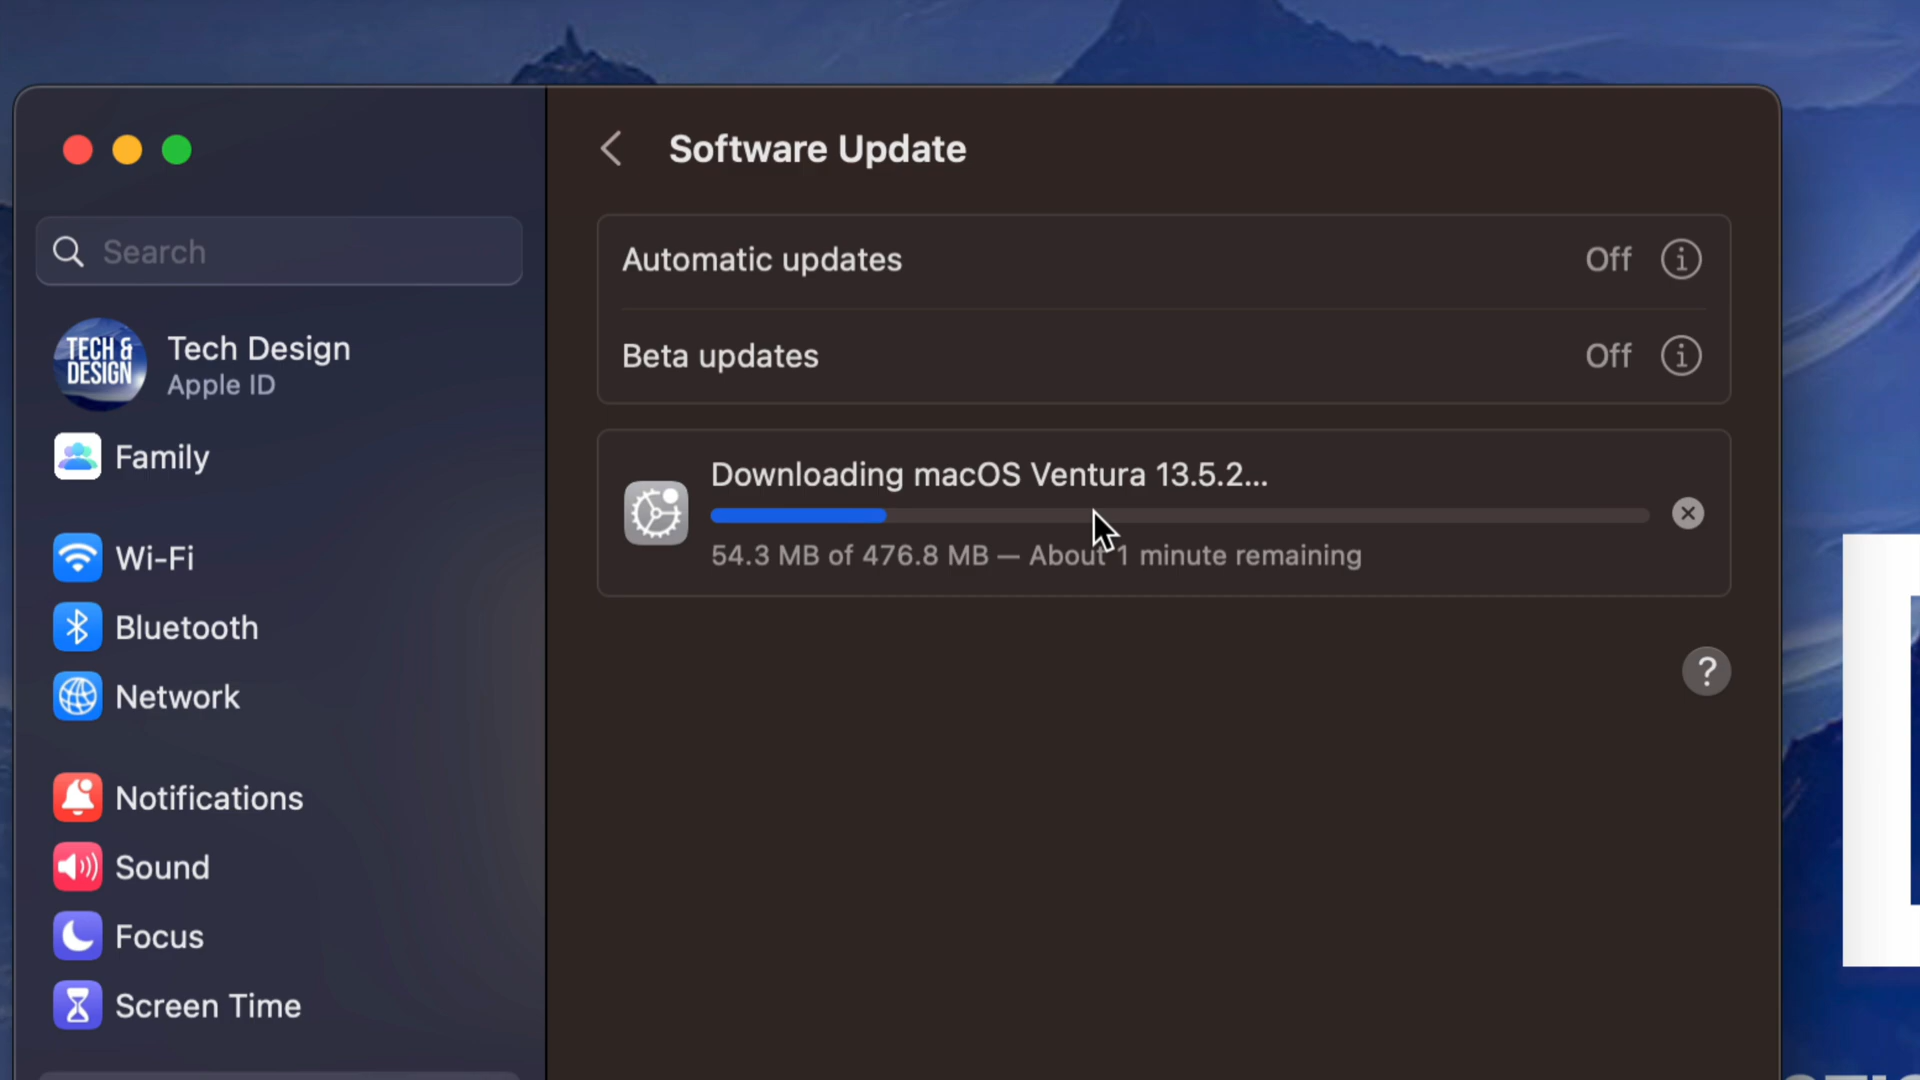 Software Update
Search
Automatic updates
Off
Beta updates
Off
TECH &
DESIGN
Tech Design
Apple ID
Family
Downloading macOS Ventura 13.5.2...
54.3 MB of 476.8 MB — About 1 minute remaining
Wi-Fi
Bluetooth
Network
?
Notifications
Sound
Focus
Screen Time